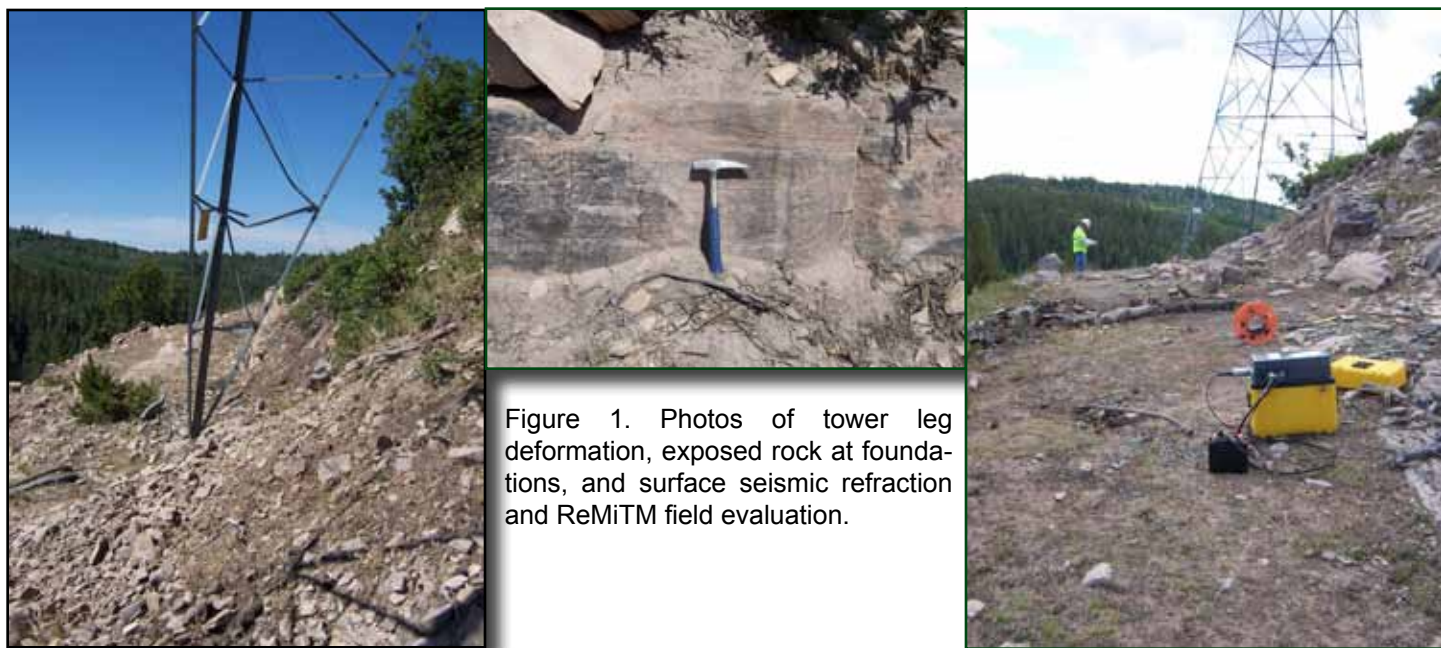 Figure 1. Photos of tower leg
deformation, exposed rock at founda-
tions, and surface seismic refraction
and ReMiTM field evaluation.